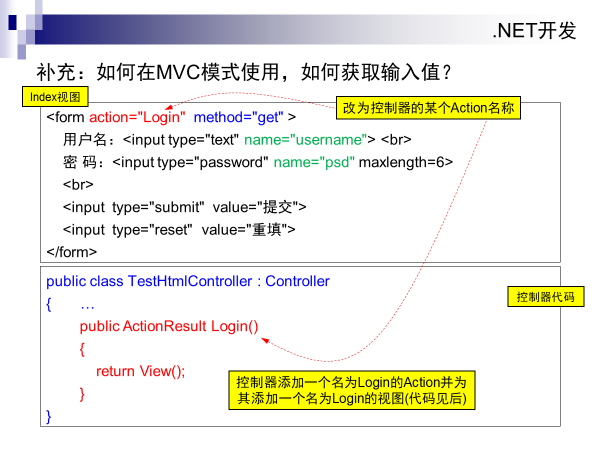 .NET开发
补充：如何在MVC模式使用，如何获取输入值？
Index视图
改为控制器的某个Action名称
<form action="Login"  method="get" >
用户名：<input type="text" name="username"> <br>
密 码：<input type="password" name="psd" maxlength=6>
<br>
<input  type="submit"  value="提交">
<input  type="reset"  value="重填">
</form>
public class TestHtmlController : Controller
{      …
控制器代码
public ActionResult Login()
{
return View();
}
}
控制器添加一个名为Login的Action并为
其添加一个名为Login的视图(代码见后)